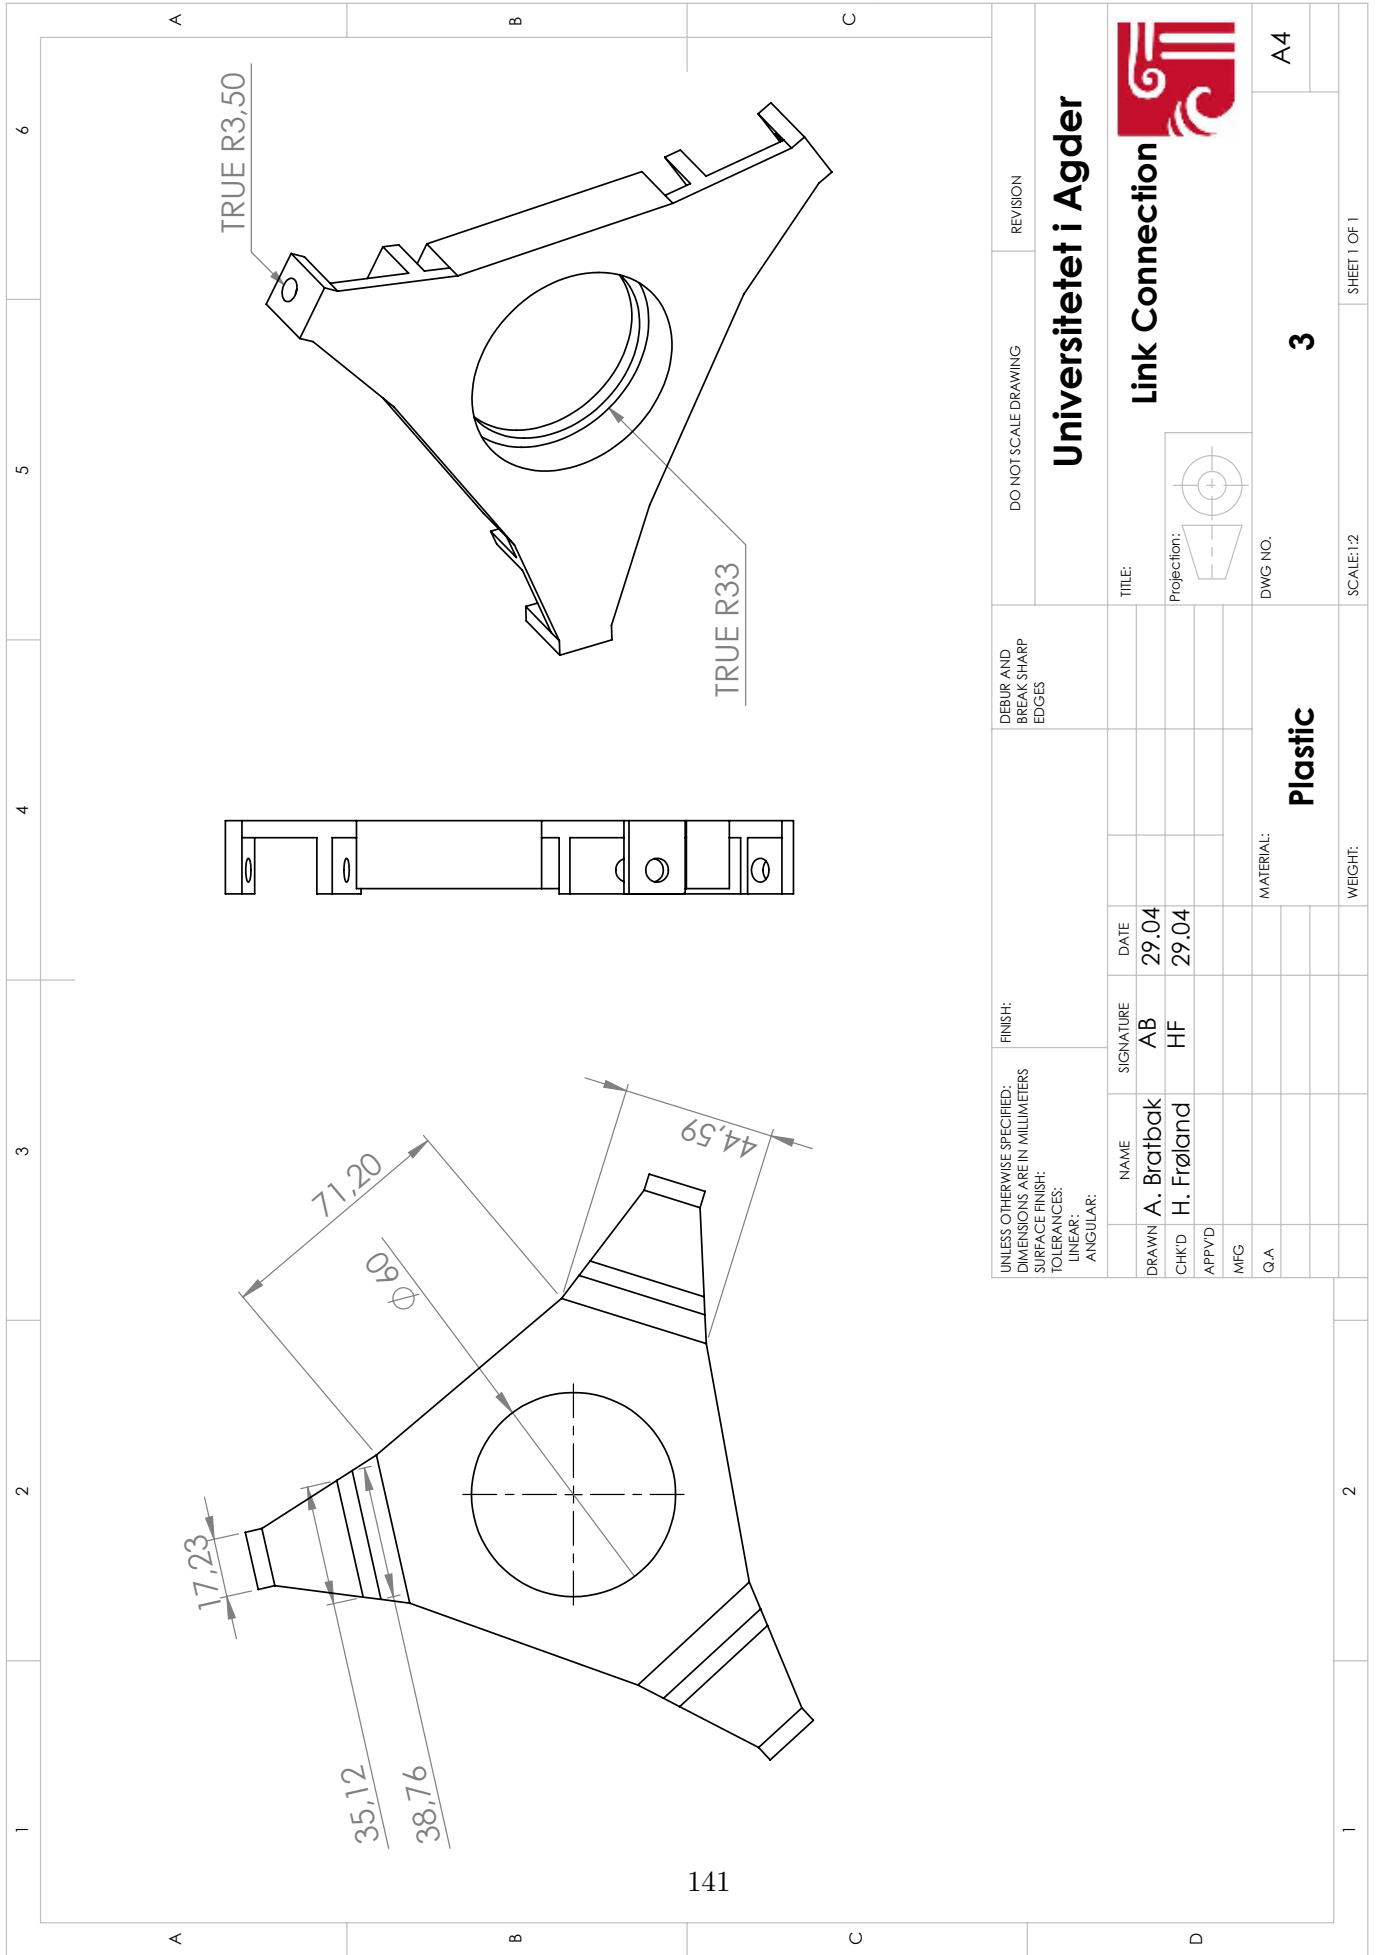 6
5
4
3
2
1
A
B
C
A
B
C
D
2
1
TRUE R3,50
TRUE R33
71,20
44,59
⌀60
17,23
35,12
38,76
UNLESS OTHERWISE SPECIFIED:
DIMENSIONS ARE IN MILLIMETERS
SURFACE FINISH:
TOLERANCES:
LINEAR:
ANGULAR:
FINISH:
DEBUR AND
BREAK SHARP
EDGES
DO NOT SCALE DRAWING
REVISION
Universitetet i Agder
NAME SIGNATURE DATE
DRAWN A. Bratbak AB 29.04
CHK'D H. Frøland HF 29.04
APPV'D
MFG
Q.A
TITLE:
Link Connection
Projection:
MATERIAL:
Plastic
DWG NO.
3
A4
WEIGHT:
SCALE:1:2
SHEET 1 OF 1
141